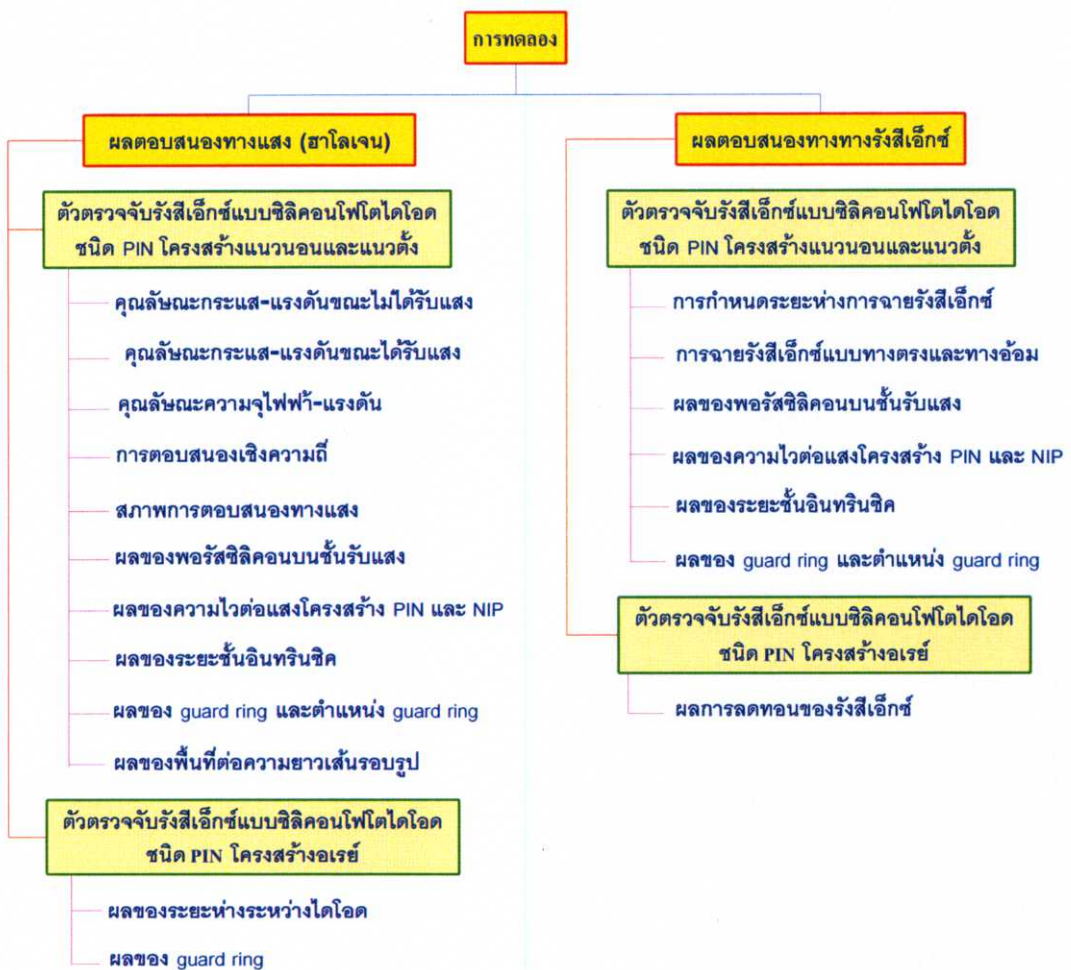 การทดลอง
ผลตอบสนองทางแสง (ฮาโลเจน)
ตัวตรวจจับรังสีเอ็กซ์แบบซิลิคอนโฟโตไดโอด
ชนิด PIN โครงสร้างแนวนอนและแนวตั้ง
คุณลัษณะกระแส-แรงดันขณะไม่ได้รับแสง
คุณลัษณะกระแส-แรงดันขณะได้รับแสง
คุณลัษณะความจุไฟฟ้า-แรงดัน
การตอบสนองเชิงความถี่
สภาพการตอบสนองทางแสง
ผลของพอรัสซิลิคอนบนชั้นรับแสง
ผลของความไวต่อแสงโครงสร้าง PIN และ NIP
ผลของระยะชั้นอินทรินซิค
ผลของ guard ring และตำแหน่ง guard ring
ผลของพื้นที่ต่อความยาวเส้นรอบรูป
ตัวตรวจจับรังสีเอ็กซ์แบบซิลิคอนโฟโตไดโอด
ชนิด PIN โครงสร้างอเรย์
ผลของระยะห่างระหว่างไดโอด
ผลของ guard ring
ผลตอบสนองทางทางรังสีเอ็กซ์
ตัวตรวจจับรังสีเอ็กซ์แบบซิลิคอนโฟโตไดโอด
ชนิด PIN โครงสร้างแนวนอนและแนวตั้ง
การกำหนดระยะห่างการฉายรังสีเอ็กซ์
การฉายรังสีเอ็กซ์แบบทางตรงและทางอ้อม
ผลของพอรัสซิลิคอนบนชั้นรับแสง
ผลของความไวต่อแสงโครงสร้าง PIN และ NIP
ผลของระยะชั้นอินทรินซิค
ผลของ guard ring และตำแหน่ง guard ring
ตัวตรวจจับรังสีเอ็กซ์แบบซิลิคอนโฟโตไดโอด
ชนิด PIN โครงสร้างอเรย์
ผลการลดทอนของรังสีเอ็กซ์